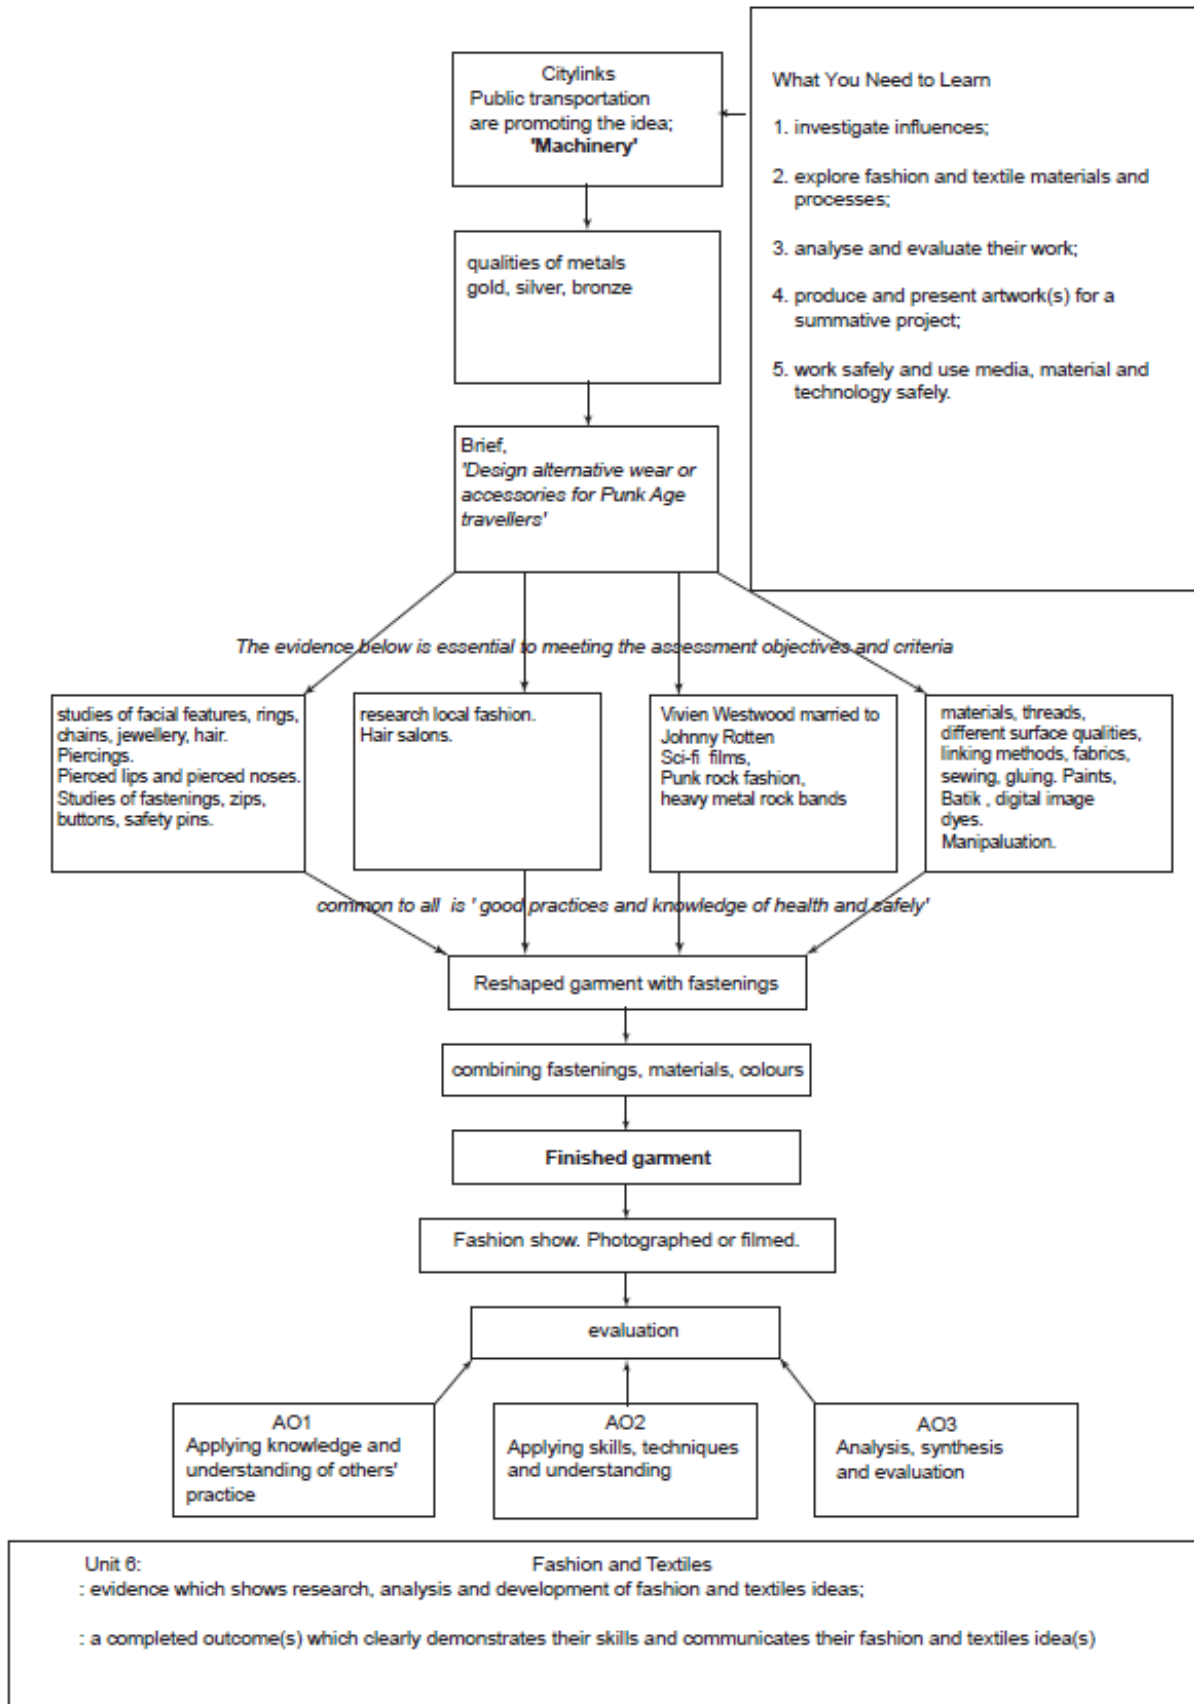 Citylinks
Public transportation
are promoting the idea;
'Machinery'
What You Need to Learn
1. investigate influences;
2. explore fashion and textile materials and
processes;
3. analyse and evaluate their work;
4. produce and present artwork(s) for a
summative project;
5. work safely and use media, material and
technology safely.
qualities of metals
gold, silver, bronze
Brief,
'Design alternative wear or
accessories for Punk Age
travellers'
The evidence below is essential to meeting the assessment objectives and criteria
studies of facial features, rings,
chains, jewellery, hair.
Piercings.
Pierced lips and pierced noses.
Studies of fastenings, zips,
buttons, safety pins.
research local fashion.
Hair salons.
Vivien Westwood married to
Johnny Rotten
Sci-fi films,
Punk rock fashion,
heavy metal rock bands
materials, threads,
different surface qualities,
linking methods, fabrics,
sewing, gluing. Paints,
Batik , digital image
dyes.
Manipaluation.
common to all is ' good practices and knowledge of health and safely'
Reshaped garment with fastenings
combining fastenings, materials, colours
Finished garment
Fashion show. Photographed or filmed.
evaluation
AO1
Applying knowledge and
understanding of others'
practice
AO2
Applying skills, techniques
and understanding
AO3
Analysis, synthesis
and evaluation
Unit 6: Fashion and Textiles
: evidence which shows research, analysis and development of fashion and textiles ideas;
: a completed outcome(s) which clearly demonstrates their skills and communicates their fashion and textiles idea(s)